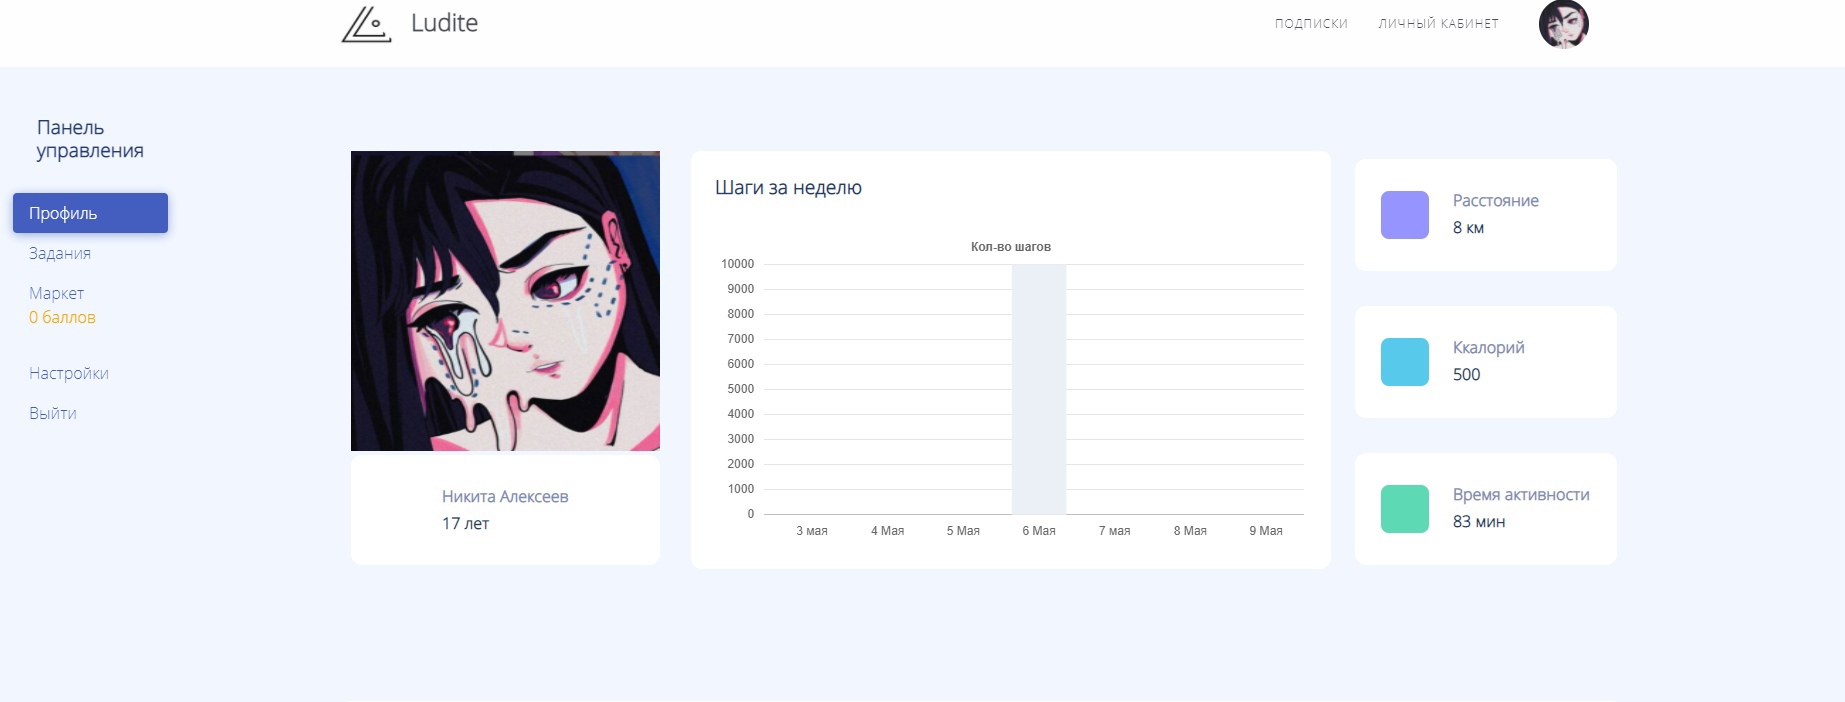 Ludite
ПОДПИСКИ
ЛИЧНЫЙ КАБИНЕТ
Панель
управления
Профиль
Задания
Маркет
0 баллов
Настройки
Выйти
Никита Алексеев
17 лет
Шаги за неделю
Кол-во шагов
10000
9000
8000
7000
6000
5000
4000
3000
2000
1000
0
3 мая 4 Мая 5 Мая 6 Мая 7 мая 8 Мая 9 Мая
Расстояние
8 км
Ккалорий
500
Время активности
83 мин